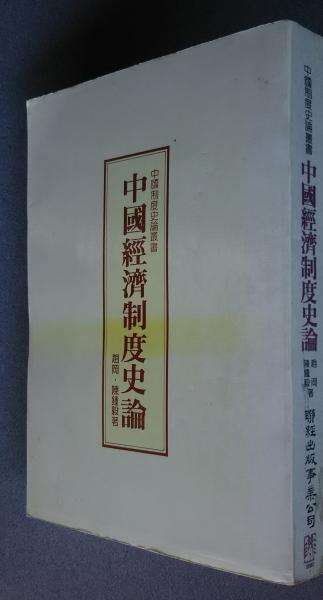 中國制度史論叢書
中國經濟制度史論
趙岡・陳鍾毅著
中國制度史論叢書
中國經濟制度史論
趙岡
陳鍾毅
著
聯經出版事業公司